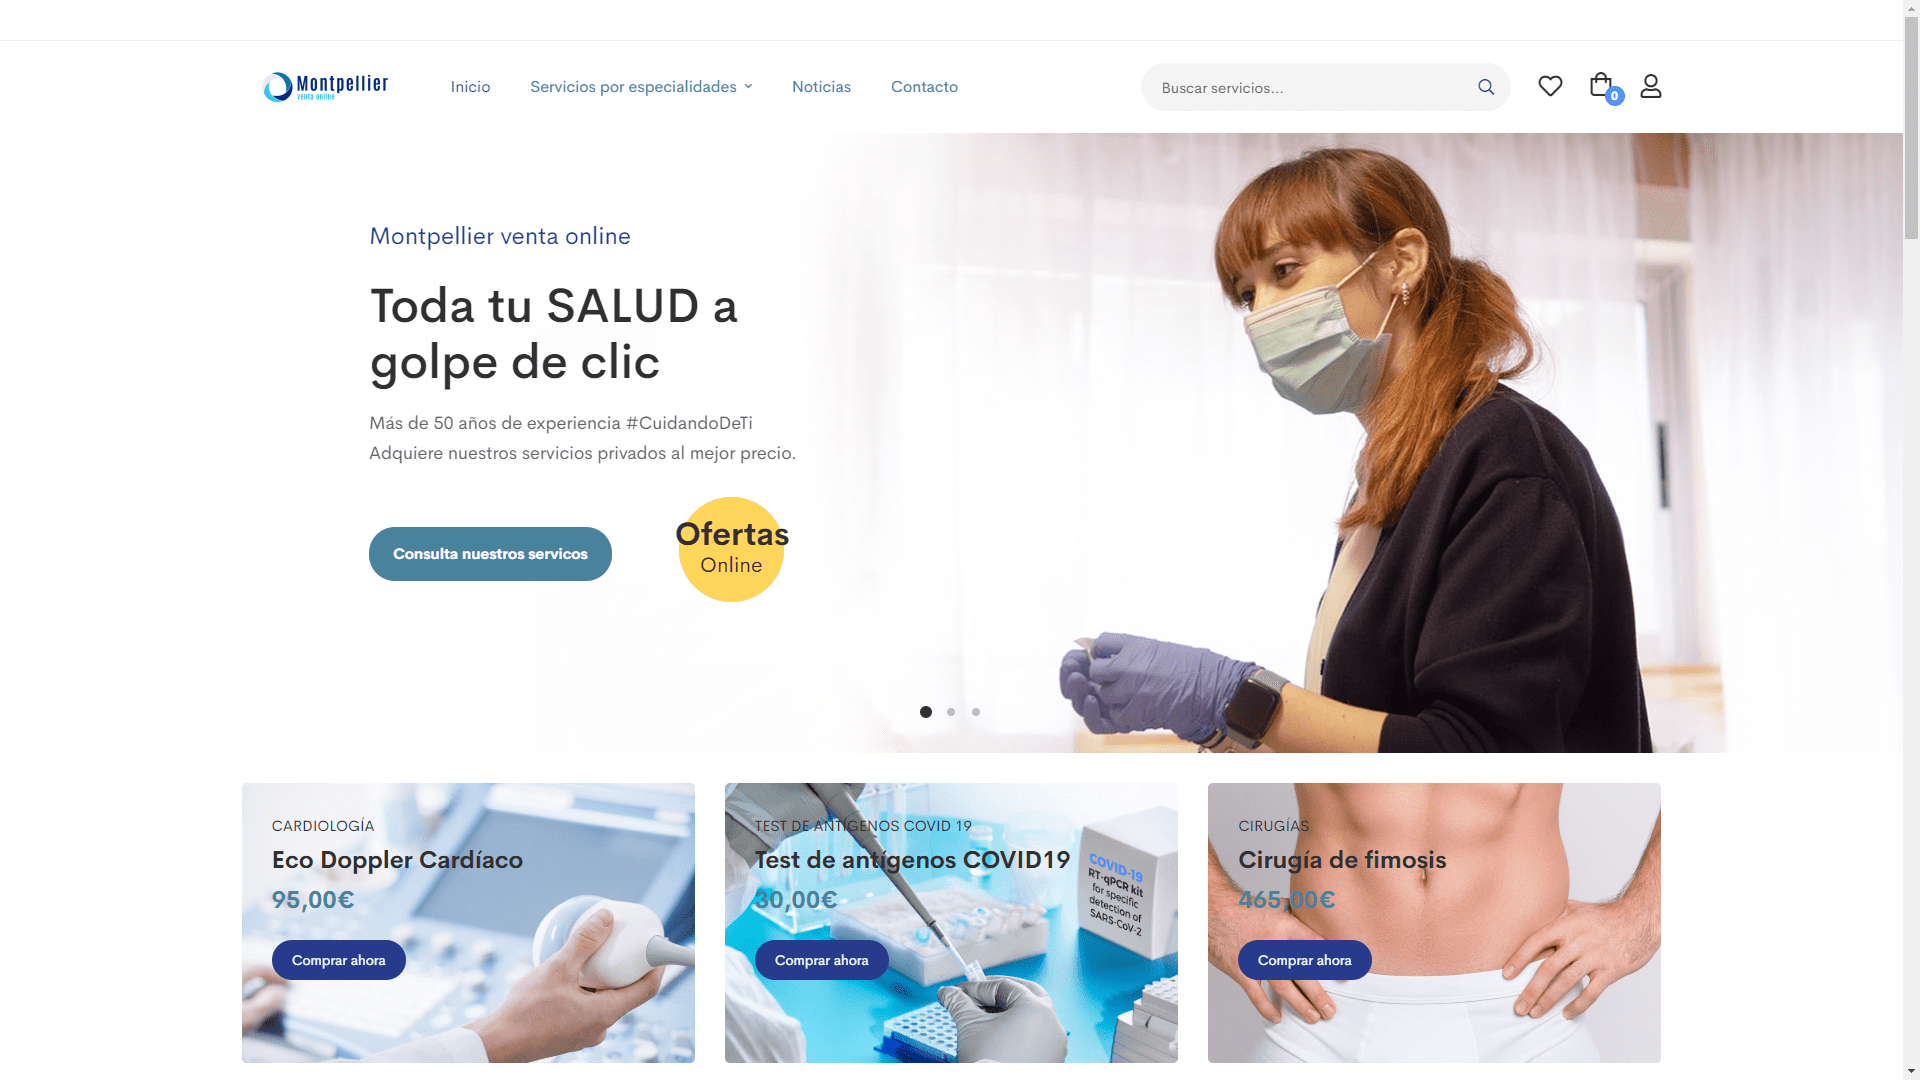 Montpellier
venta online
Inicio
Servicios por especialidades
Noticias
Contacto
Buscar servicios...
0
Montpellier venta online
Toda tu SALUD a
golpe de clic
Más de 50 años de experiencia #CuidandoDeTi
Adquiere nuestros servicios privados al mejor precio.
Consulta nuestros servicos
Ofertas
Online
CARDIOLOGÍA
Eco Doppler Cardíaco
95,00€
Comprar ahora
TEST DE ANTÍGENOS COVID 19
Test de antígenos COVID19
30,00€
Comprar ahora
COVID-19
RT-qPCR kit
for specific
detection of
SARS-CoV-2
CIRUGÍAS
Cirugía de fimosis
465,00€
Comprar ahora